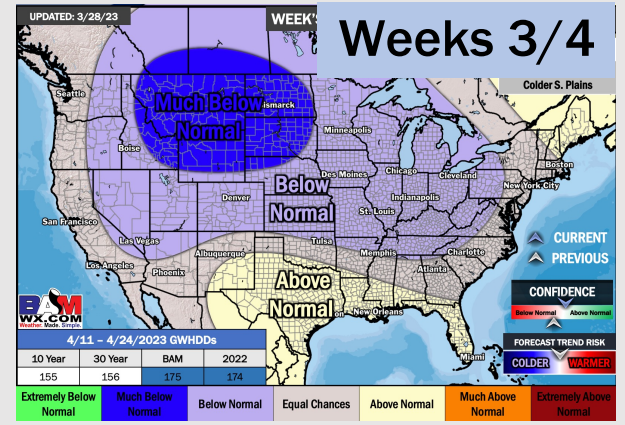 UPDATED: 3/28/23
WEEK'S
Weeks 3/4
Colder S. Plains
Seattle
Much Below
Normal
ismarck
Minneapolis
Boise
Boston
Chicago
Cleveland
Des Moines
New York City
Below
Normal
Denver
Indianapolis
St. Louis
San Francisco
Las Vegas
Tulsa
CURRENT
PREVIOUS
Albuquerque
Memphis
Charlotte
Los Angeles
Phoenix
Atlanta
Above
Normal
on
New Orleans
Miami
CONFIDENCE
Below Normal
Above Normal
FORECAST TREND RISK
COLDER
WARMER
BAM
WX.COM
Weather. Made. Simple.
4/11 – 4/24/2023 GWHDDs
10 Year 30 Year BAM 2022
155 156 175 174
Extremely Below
Normal
Much Below
Normal
Below Normal
Equal Chances
Above Normal
Much Above
Normal
Extremely Above
Normal